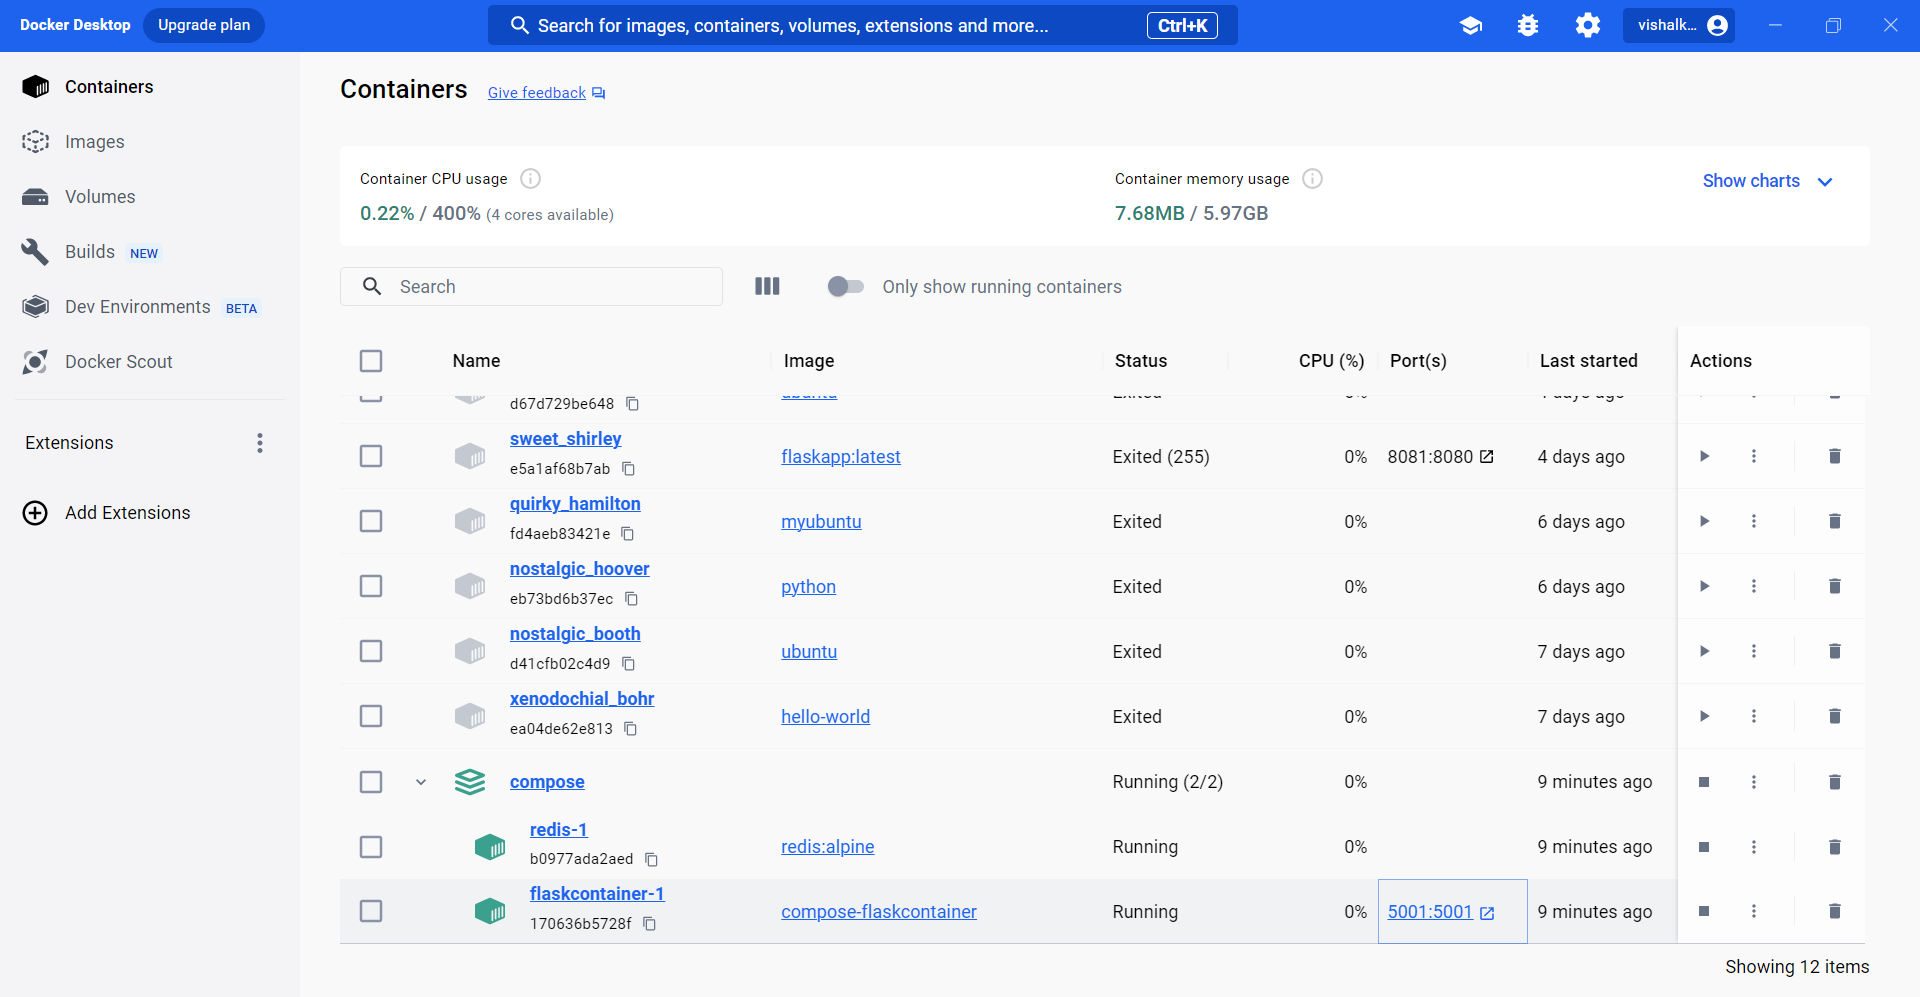 Docker Desktop Upgrade plan Search for images, containers, volumes, extensions and more... Ctrl+K vishalk...
Containers
Images
Volumes
Builds NEW
Dev Environments BETA
Docker Scout
Extensions
Add Extensions
Containers Give feedback
Container CPU usage
0.22% / 400% (4 cores available)
Container memory usage
7.68MB / 5.97GB
Show charts
Search Only show running containers
Name Image Status CPU (%) Port(s) Last started Actions
d67d729be648
sweet_shirley
e5a1af68b7ab
flaskapp:latest Exited (255) 0% 8081:8080 4 days ago
quirky_hamilton
fd4aeb83421e
myubuntu Exited 0% 6 days ago
nostalgic_hoover
eb73bd6b37ec
python Exited 0% 6 days ago
nostalgic_booth
d41cfb02c4d9
ubuntu Exited 0% 7 days ago
xenodochial_bohr
ea04de62e813
hello-world Exited 0% 7 days ago
compose Running (2/2) 0% 9 minutes ago
redis-1
b0977ada2aed
redis:alpine Running 0% 9 minutes ago
flaskcontainer-1
170636b5728f
compose-flaskcontainer Running 0% 5001:5001 9 minutes ago
Showing 12 items